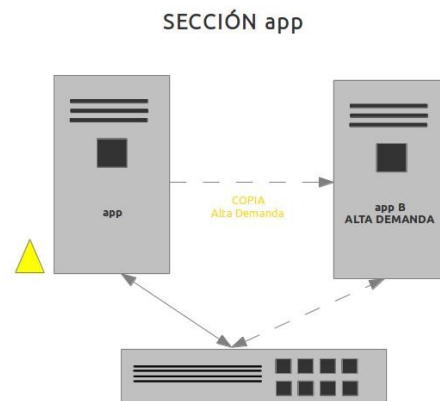 SECCIÓN app
COPIA
Alta Demanda
app
app B
ALTA DEMANDA